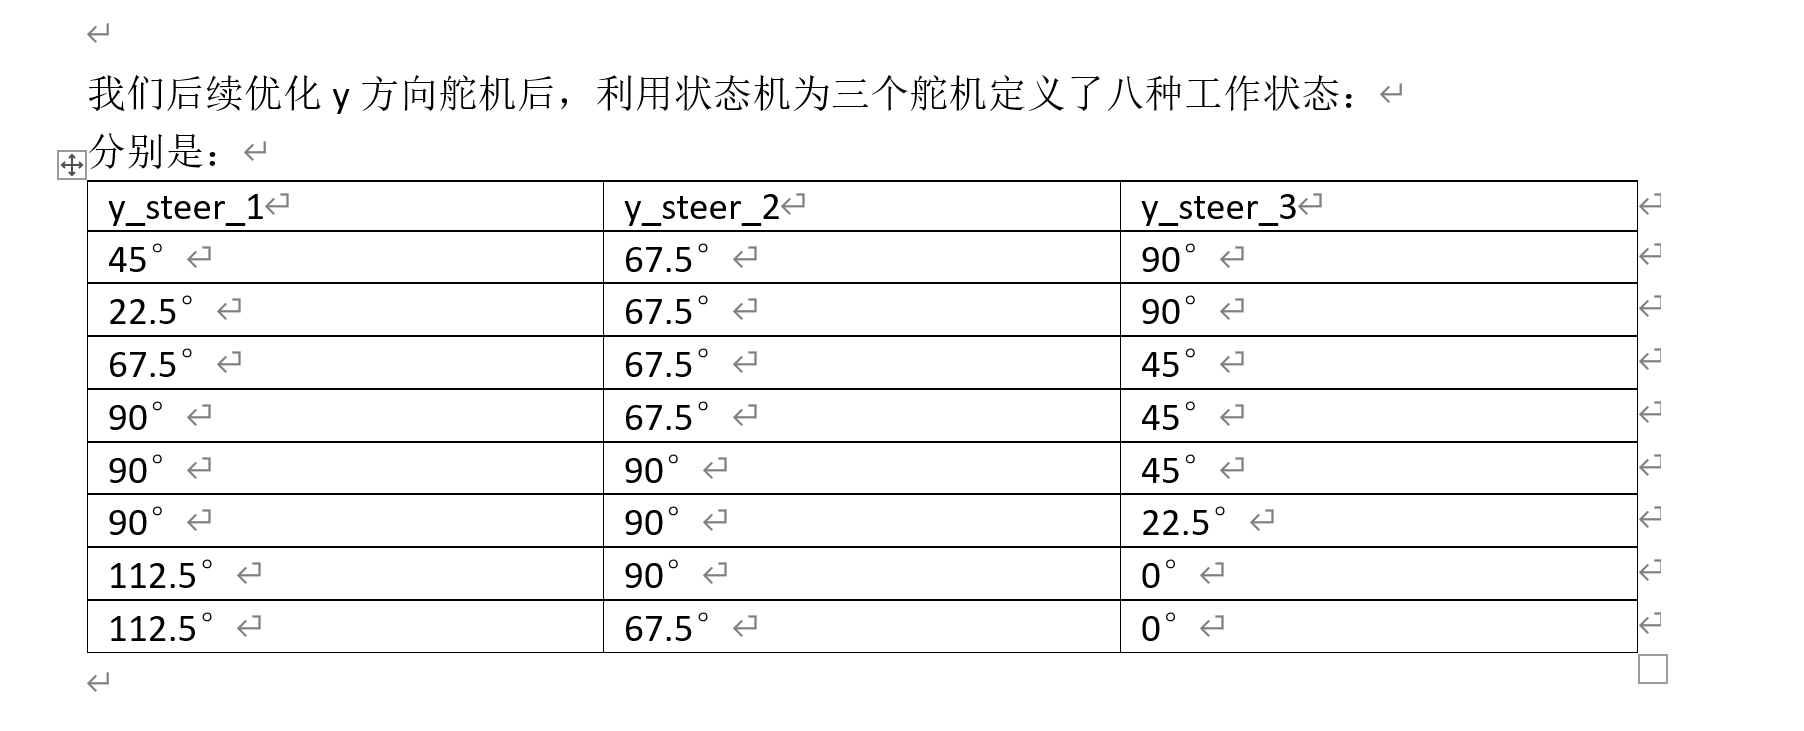 我们后续优化 y 方向舵机后，利用状态机为三个舵机定义了八种工作状态：
分别是：
y_steer_1 y_steer_2 y_steer_3
45° 67.5° 90°
22.5° 67.5° 90°
67.5° 67.5° 45°
90° 67.5° 45°
90° 90° 45°
90° 90° 22.5°
112.5° 90° 0°
112.5° 67.5° 0°